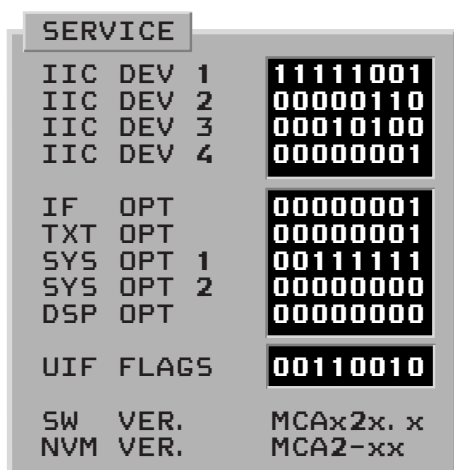 SERVICE
IIC DEV 1 11111001
IIC DEV 2 00000110
IIC DEV 3 00010100
IIC DEV 4 00000001
IF OPT 00000001
TXT OPT 00000001
SYS OPT 1 00111111
SYS OPT 2 00000000
DSP OPT 00000000
UIF FLAGS 00110010
SW VER. MCAx2x. x
NVM VER. MCA2-xx